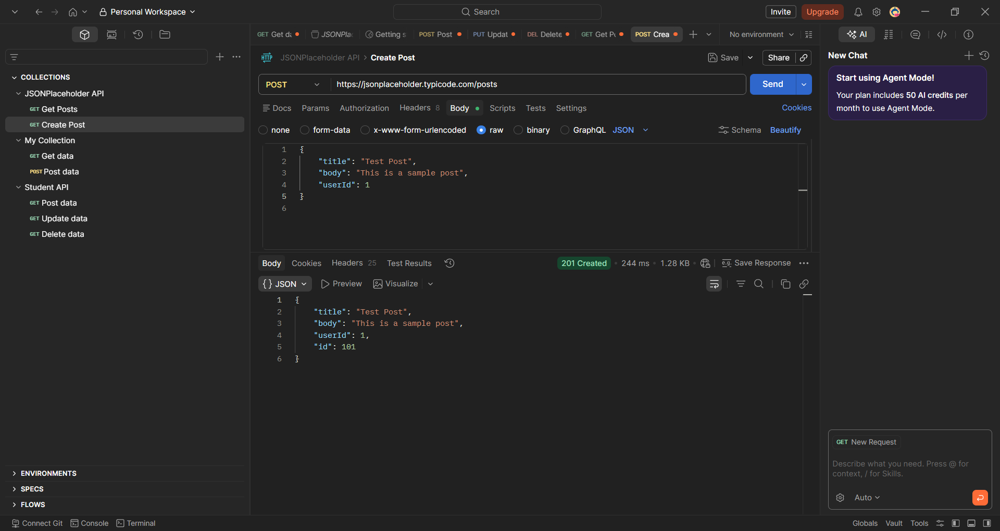 Personal Workspace
Search
Invite
Upgrade
GET Get d
JSONPla
Getting s
POST Post
PUT Updat
DEL Delete
GET Get P
POST Crea
No environment
AI
JSONPlaceholder API > Create Post
Save
Share
New Chat
COLLECTIONS
JSONPlaceholder API
GET Get Posts
GET Create Post
My Collection
GET Get data
POST Post data
Student API
GET Post data
GET Update data
GET Delete data
POST
https://jsonplaceholder.typicode.com/posts
Send
Docs
Params
Authorization
Headers 8
Body
Scripts
Tests
Settings
Cookies
none
form-data
x-www-form-urlencoded
raw
binary
GraphQL
JSON
Schema
Beautify
1 {
2 "title": "Test Post",
3 "body": "This is a sample post",
4 "userId": 1
5 }
6
Body
Cookies
Headers 25
Test Results
201 Created
244 ms
1.28 KB
e.g. Save Response
{} JSON
Preview
Visualize
1 {
2 "title": "Test Post",
3 "body": "This is a sample post",
4 "userId": 1,
5 "id": 101
6 }
Start using Agent Mode!
Your plan includes 50 AI credits per
month to use Agent Mode.
GET New Request
Describe what you need. Press @ for
context, / for Skills.
Auto
ENVIRONMENTS
SPECS
FLOWS
Connect Git
Console
Terminal
Globals
Vault
Tools